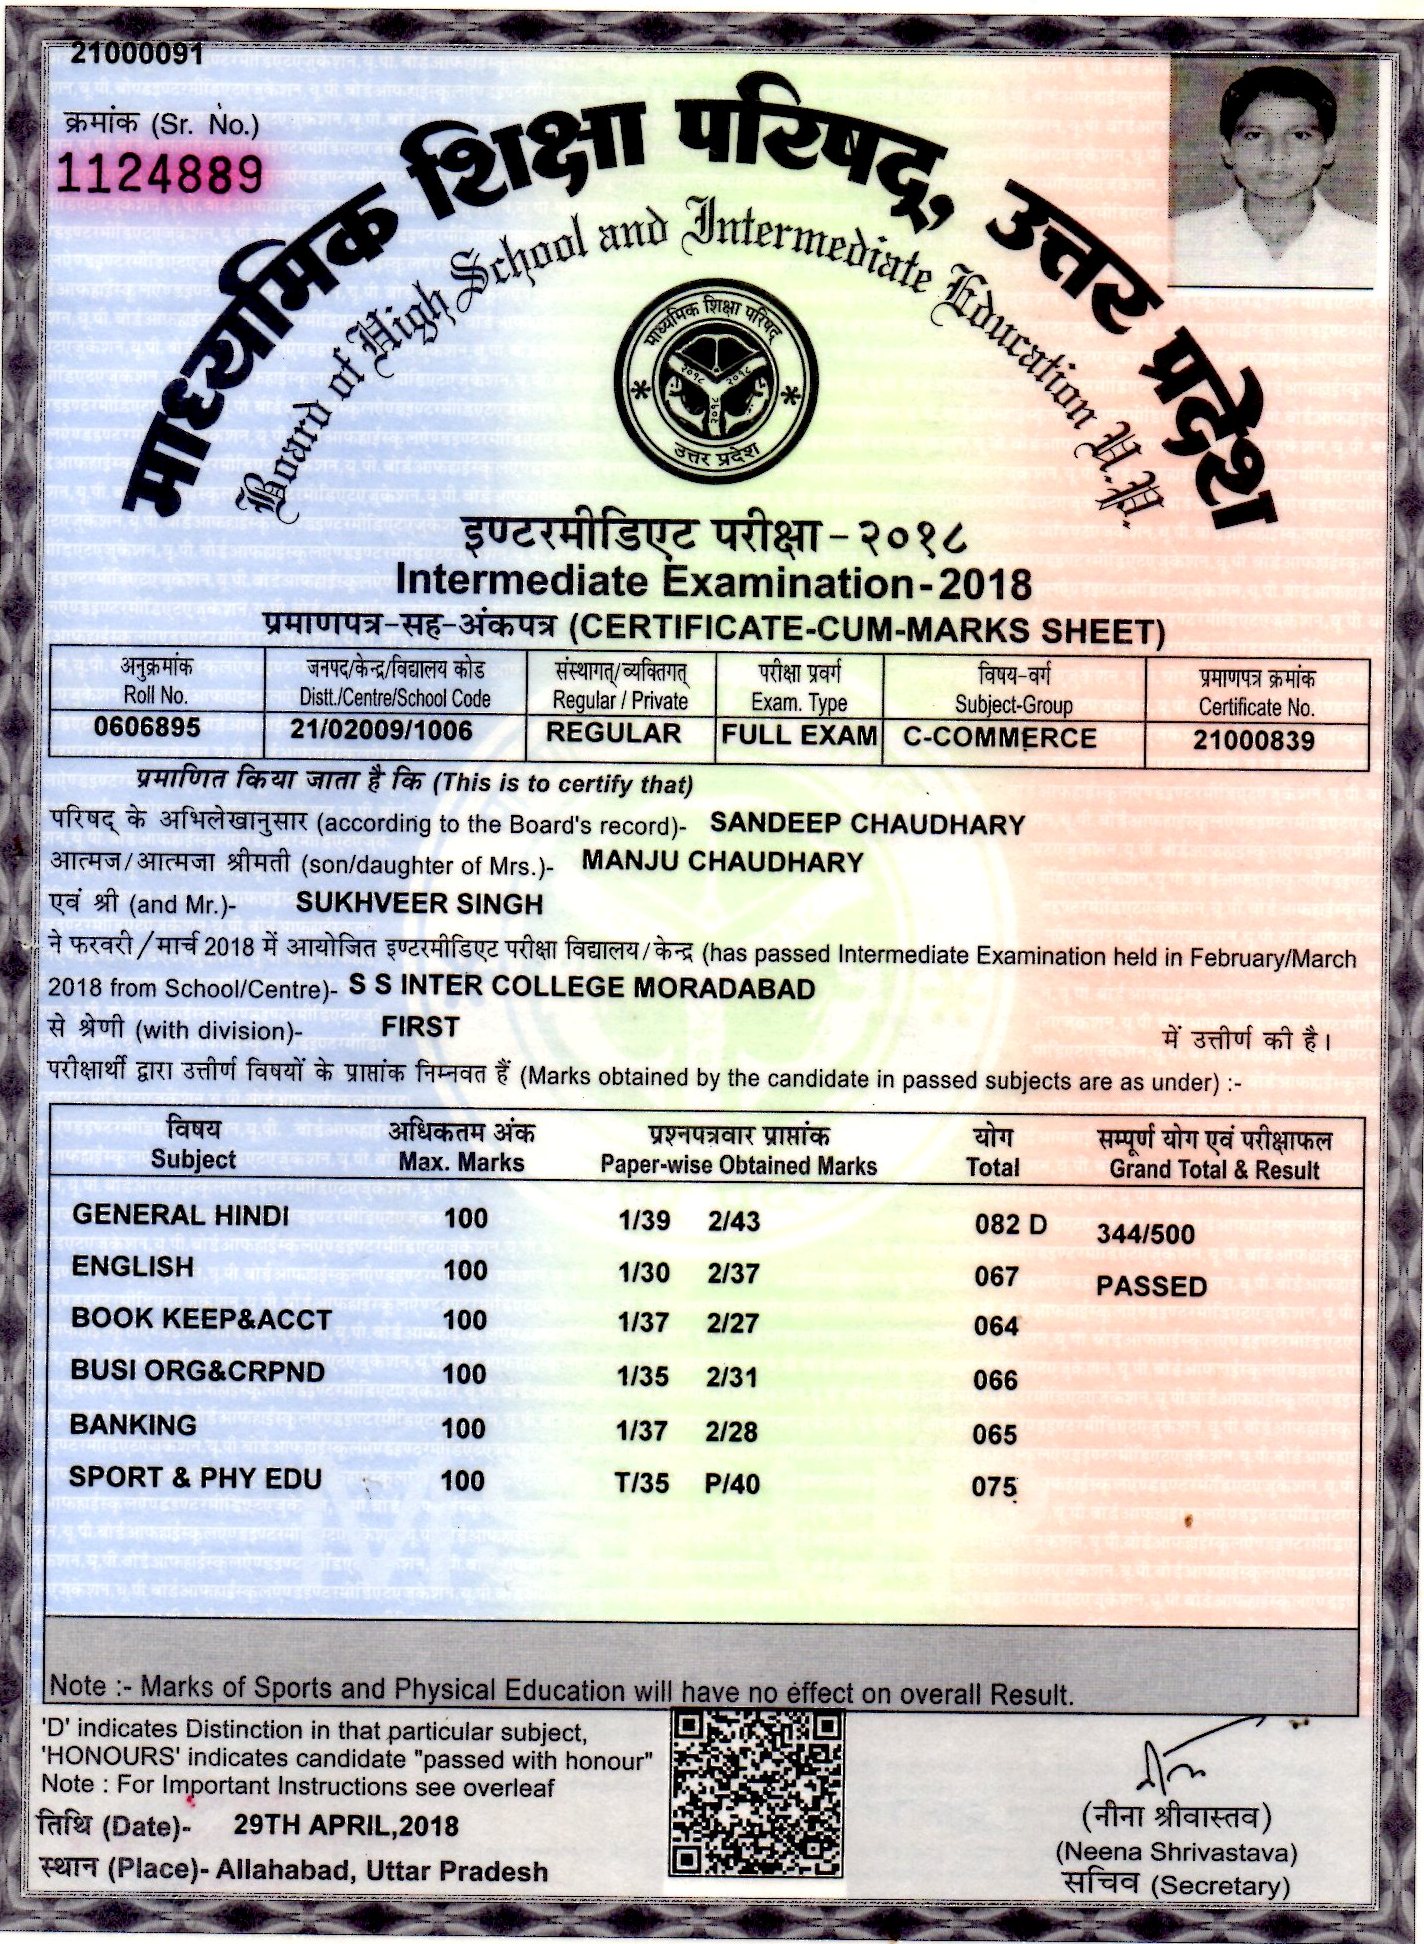 21000091
क्रमांक (Sr. No.)
1124889
माध्यमिक शिक्षा परिषद्, उत्तर प्रदेश
Board of High School and Intermediate Education U.P.
माध्यमिक शिक्षा परिषद्
२०१८ २०१८
२०१८
उत्तर प्रदेश
इण्टरमीडिएट परीक्षा - २०१८
Intermediate Examination - 2018
प्रमाणपत्र-सह-अंकपत्र (CERTIFICATE-CUM-MARKS SHEET)
अनुक्रमांक जनपद/केन्द्र/विद्यालय कोड संस्थागत्/व्यक्तिगत् परीक्षा प्रवर्ग विषय-वर्ग प्रमाणपत्र क्रमांक
Roll No. Distt./Centre/School Code Regular / Private Exam. Type Subject-Group Certificate No.
0606895 21/02009/1006 REGULAR FULL EXAM C-COMMERCE 21000839
प्रमाणित किया जाता है कि (This is to certify that)
परिषद् के अभिलेखानुसार (according to the Board's record)- SANDEEP CHAUDHARY
आत्मज/आत्मजा श्रीमती (son/daughter of Mrs.)- MANJU CHAUDHARY
एवं श्री (and Mr.)- SUKHVEER SINGH
ने फरवरी/मार्च 2018 में आयोजित इण्टरमीडिएट परीक्षा विद्यालय/केन्द्र (has passed Intermediate Examination held in February/March
2018 from School/Centre)- S S INTER COLLEGE MORADABAD
से श्रेणी (with division)- FIRST में उत्तीर्ण की है।
परीक्षार्थी द्वारा उत्तीर्ण विषयों के प्राप्तांक निम्नवत हैं (Marks obtained by the candidate in passed subjects are as under) :-
विषय अधिकतम अंक प्रश्नपत्रवार प्राप्तांक योग सम्पूर्ण योग एवं परीक्षाफल
Subject Max. Marks Paper-wise Obtained Marks Total Grand Total & Result
GENERAL HINDI 100 1/39 2/43 082 D 344/500
ENGLISH 100 1/30 2/37 067 PASSED
BOOK KEEP&ACCT 100 1/37 2/27 064
BUSI ORG&CRPND 100 1/35 2/31 066
BANKING 100 1/37 2/28 065
SPORT & PHY EDU 100 T/35 P/40 075
Note :- Marks of Sports and Physical Education will have no effect on overall Result.
'D' indicates Distinction in that particular subject,
'HONOURS' indicates candidate "passed with honour"
Note : For Important Instructions see overleaf
तिथि (Date)- 29TH APRIL,2018
स्थान (Place)- Allahabad, Uttar Pradesh
(नीना श्रीवास्तव)
(Neena Shrivastava)
सचिव (Secretary)